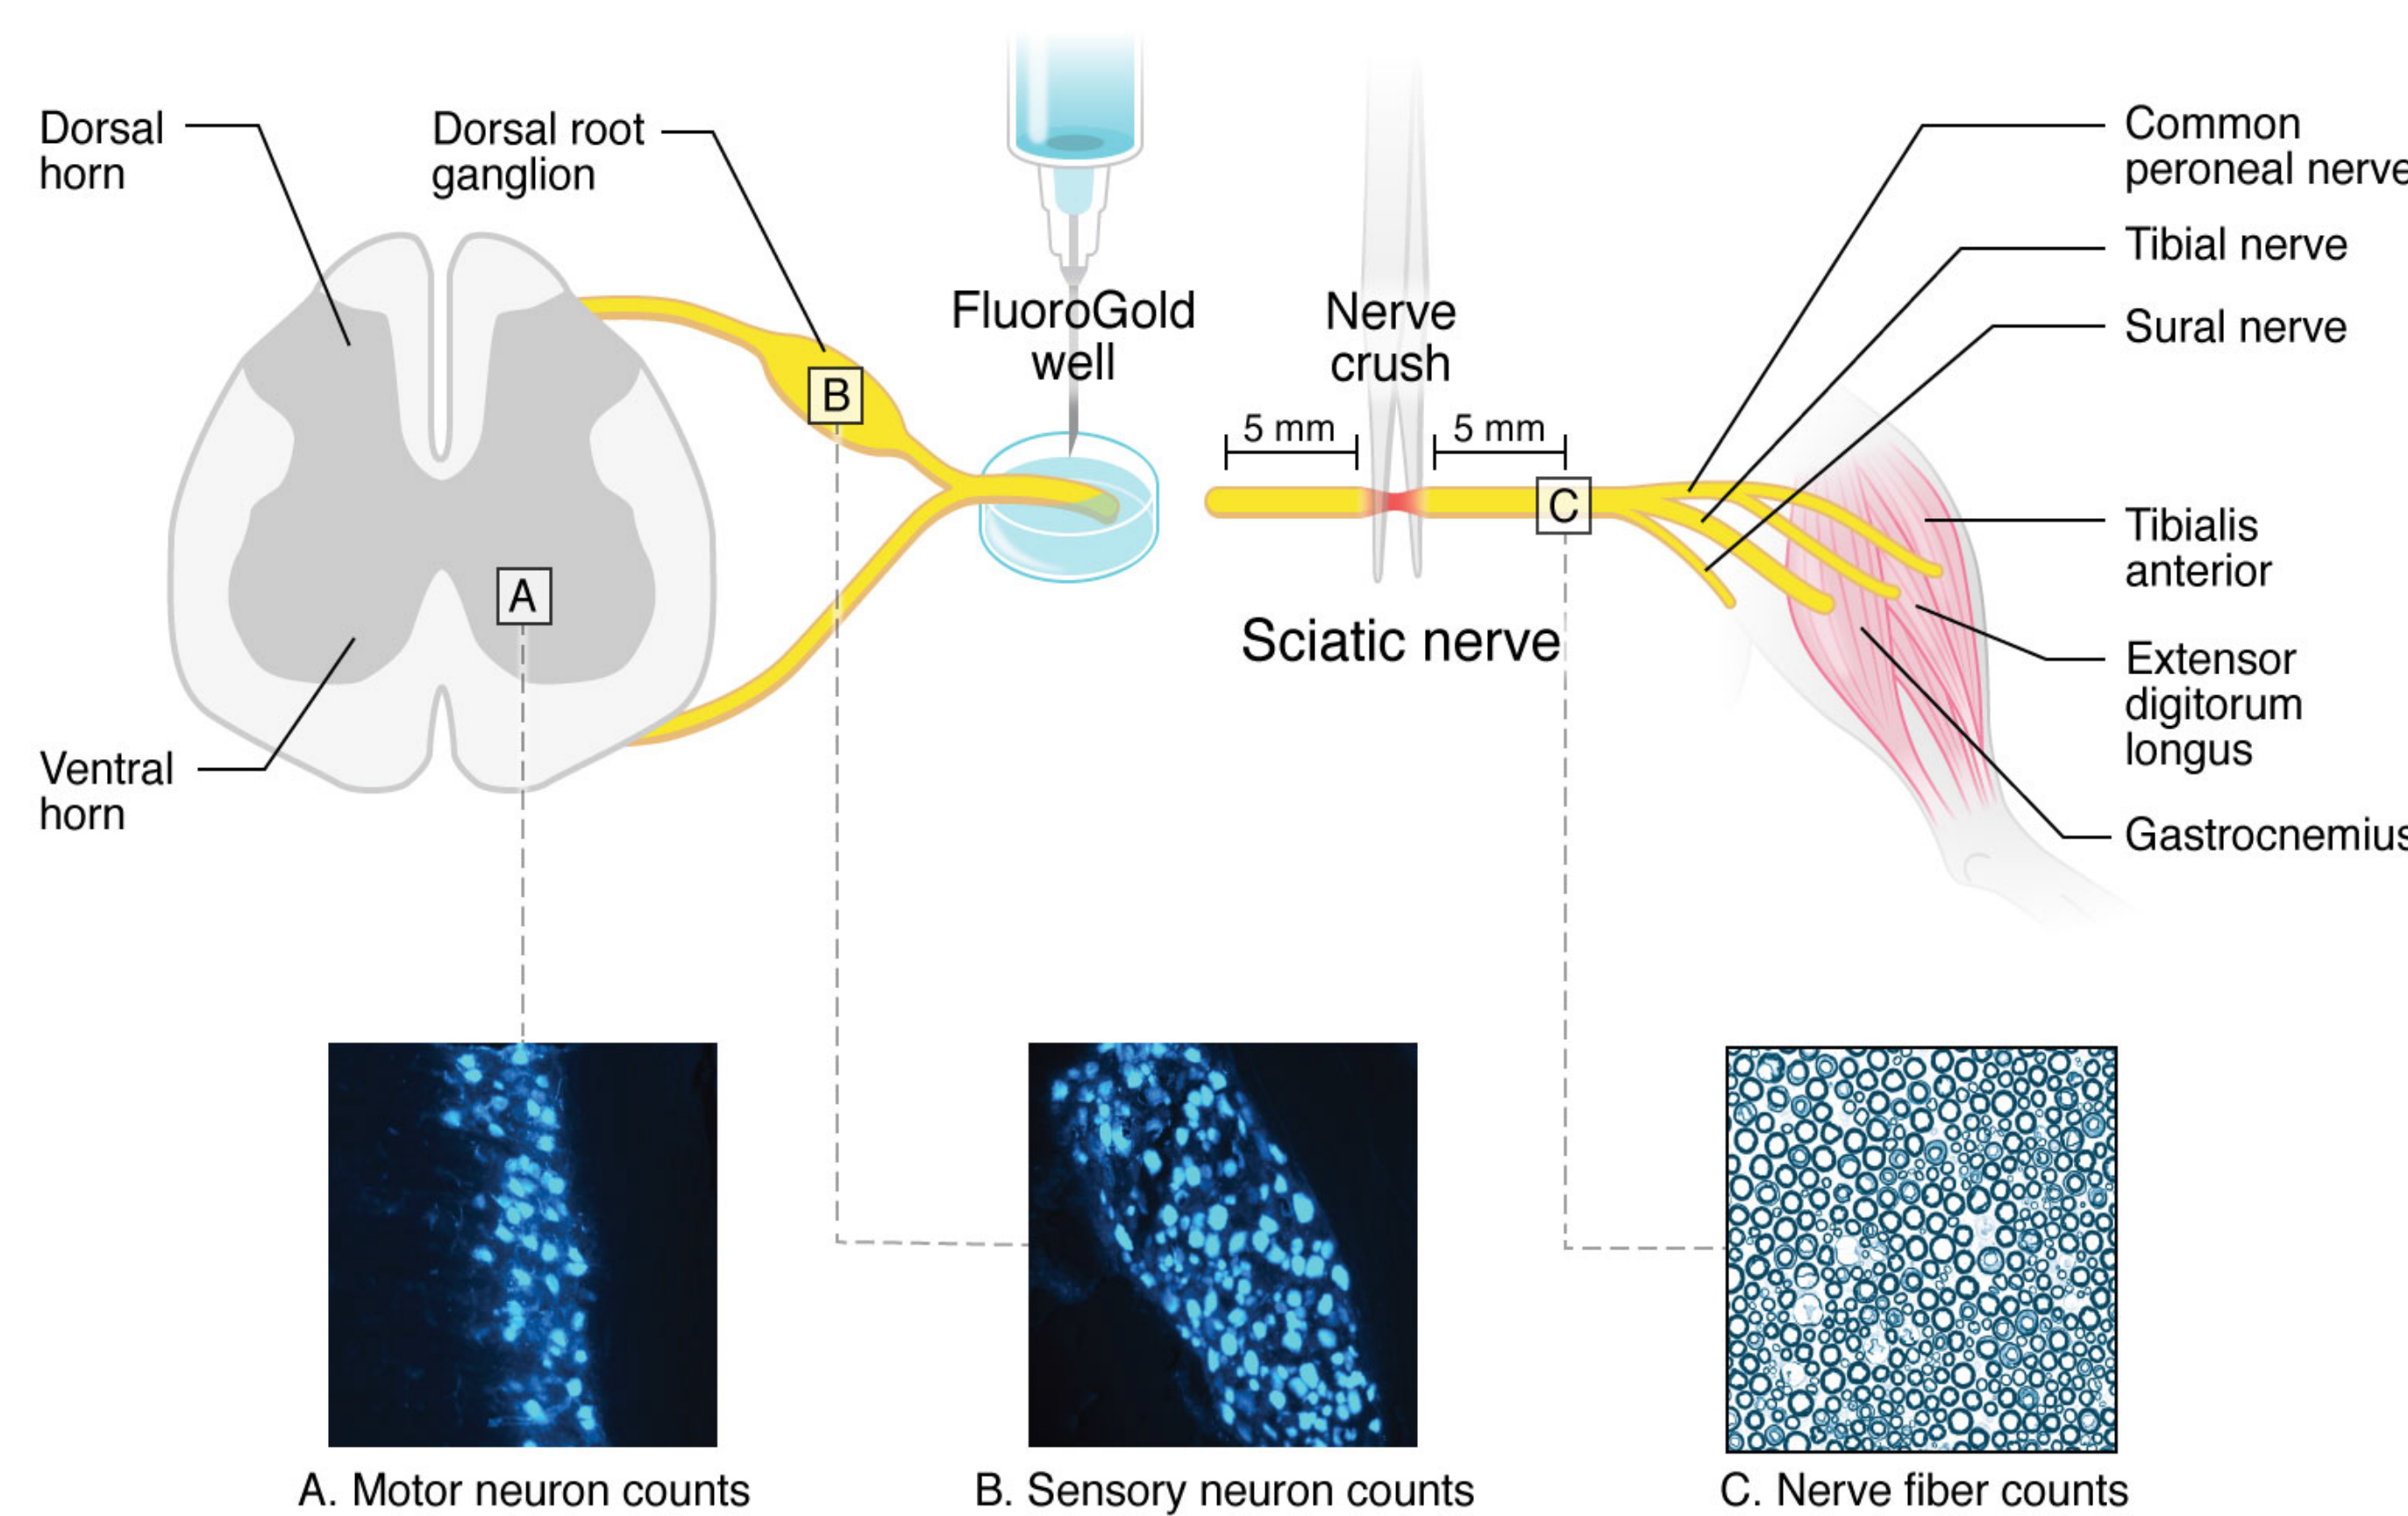 Dorsal
horn
Dorsal root
ganglion
FluoroGold
well
Nerve
crush
5 mm
5 mm
Common
peroneal nerve
Tibial nerve
Sural nerve
B
C
A
Sciatic nerve
Tibialis
anterior
Extensor
digitorum
longus
Gastrocnemius
Ventral
horn
A. Motor neuron counts
B. Sensory neuron counts
C. Nerve fiber counts